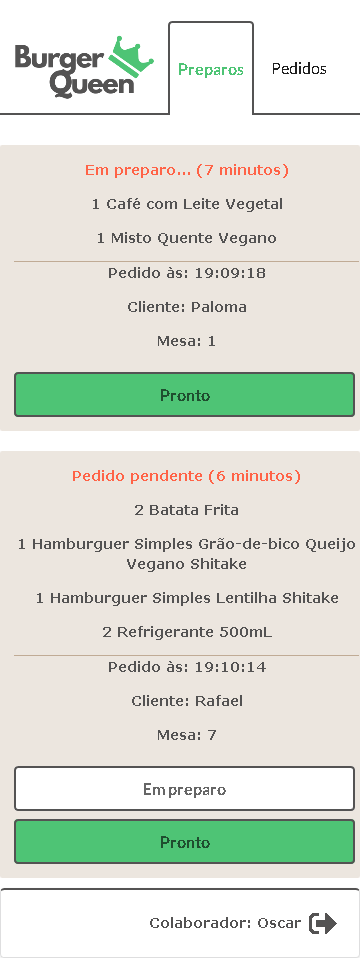 Burger
Queen
Preparos
Pedidos
Em preparo... (7 minutos)
1 Café com Leite Vegetal
1 Misto Quente Vegano
Pedido às: 19:09:18
Cliente: Paloma
Mesa: 1
Pronto
Pedido pendente (6 minutos)
2 Batata Frita
1 Hamburguer Simples Grão-de-bico Queijo
Vegano Shitake
1 Hamburguer Simples Lentilha Shitake
2 Refrigerante 500mL
Pedido às: 19:10:14
Cliente: Rafael
Mesa: 7
Em preparo
Pronto
Colaborador: Oscar